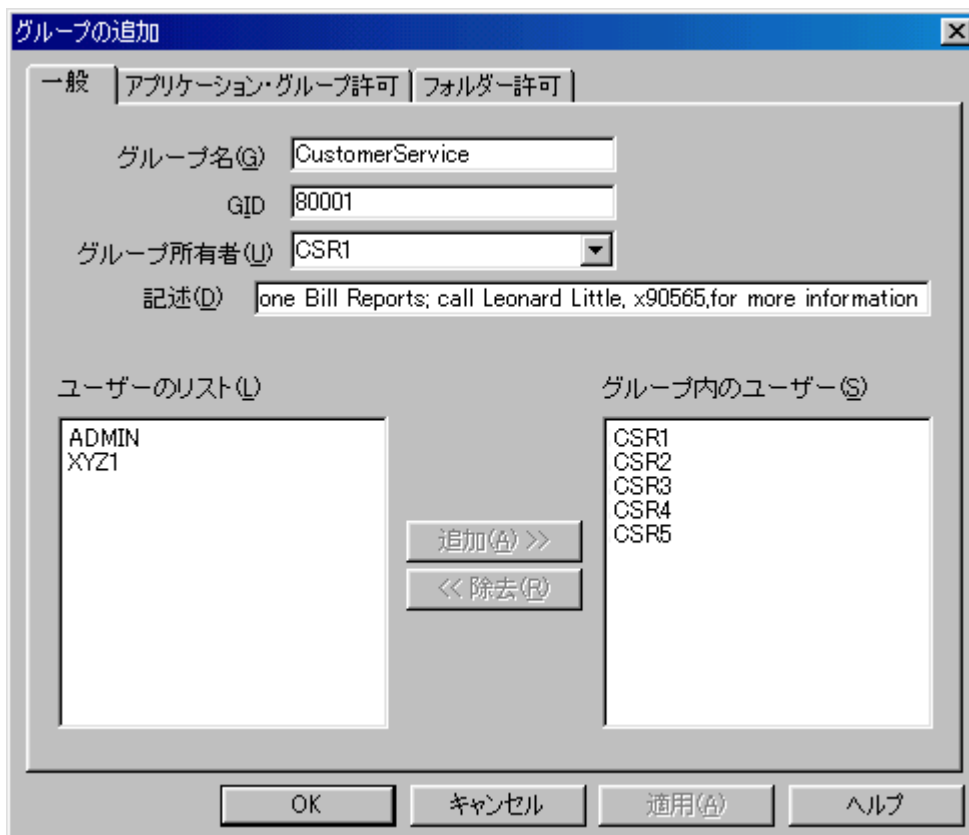 グループの追加
一般 アプリケーション・グループ許可 フォルダー許可
グループ名(G) CustomerService
GID 80001
グループ所有者(U) CSR1
記述(D) one Bill Reports; call Leonard Little, x90565,for more information
ユーザーのリスト(L)
ADMIN
XYZ1
追加(A) >>
<< 除去(R)
グループ内のユーザー(S)
CSR1
CSR2
CSR3
CSR4
CSR5
OK キャンセル 適用(A) ヘルプ